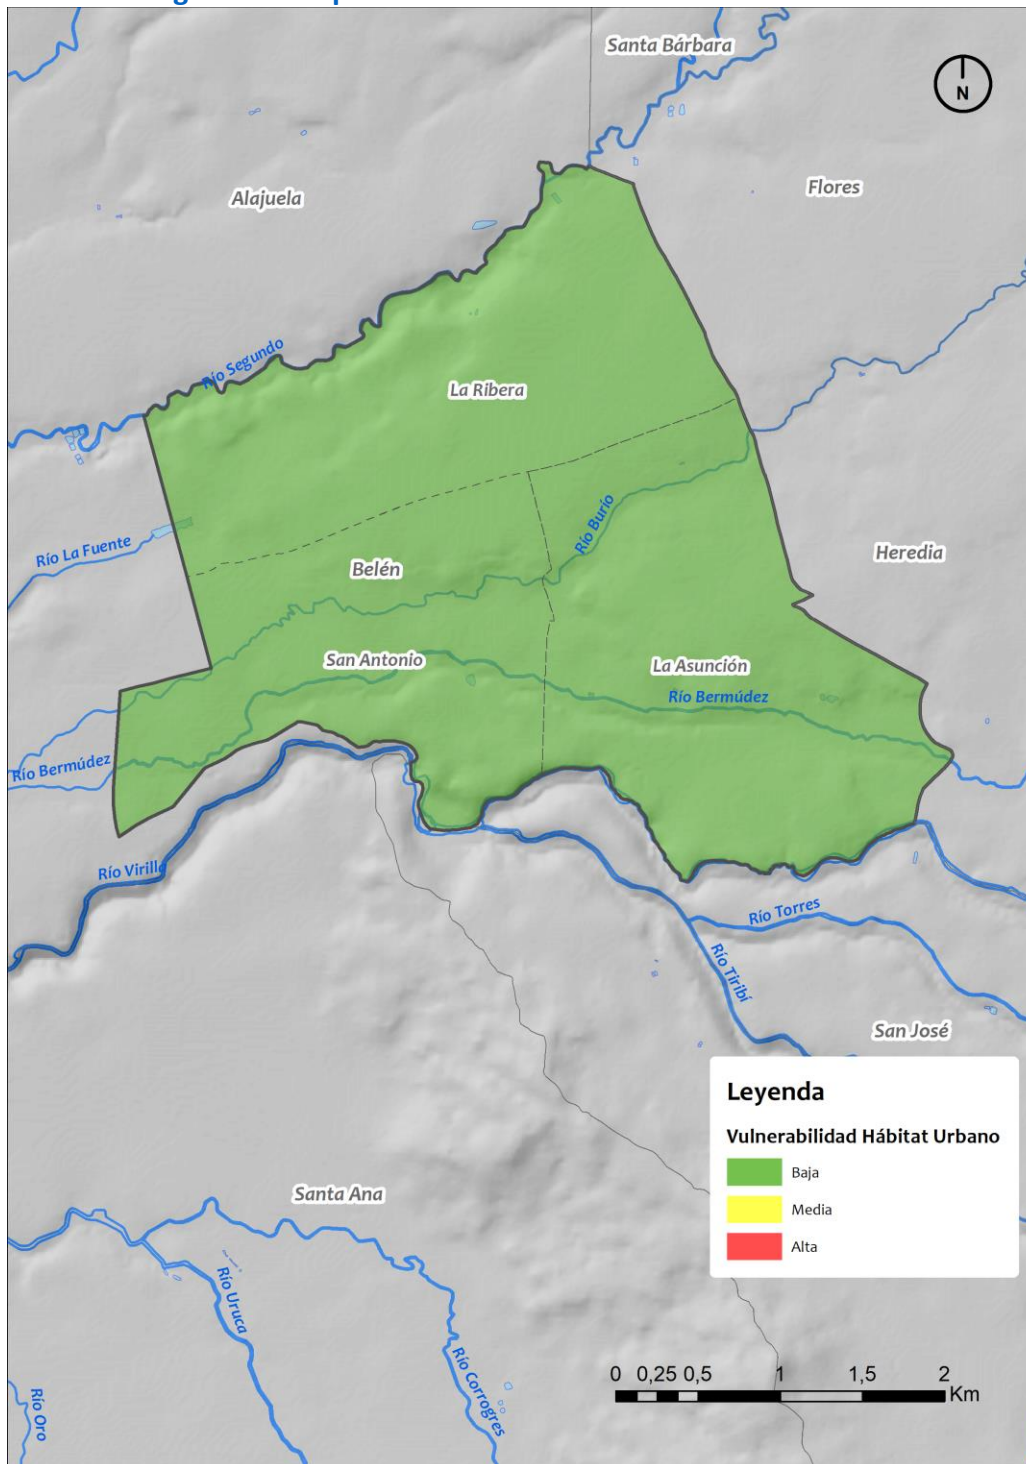 Santa Bárbara
N
Alajuela
Flores
Río Segundo
La Ribera
Río Burío
Río La Fuente
Heredia
Belén
San Antonio
La Asunción
Río Bermúdez
Río Bermúdez
Río Virilla
Río Torres
Río Tiribí
San José
Leyenda
Vulnerabilidad Hábitat Urbano
Baja
Media
Alta
Santa Ana
Río Uruca
Río Corrogres
Río Oro
0 0,25 0,5 1 1,5 2
Km